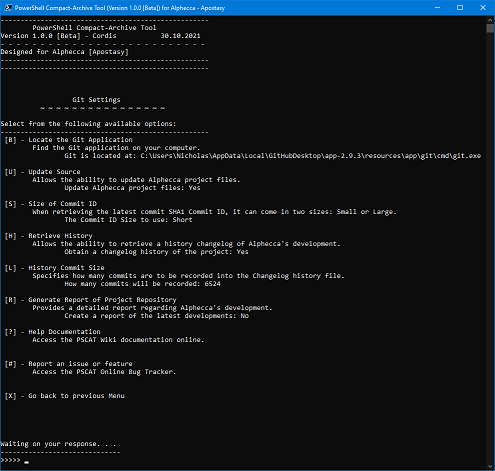 PowerShell Compact-Archive Tool (Version 1.0.0 [Beta]) for Alphecca - Apostasy
------------------------------------------------------
PowerShell Compact-Archive Tool
Version 1.0.0 [Beta] - Cordis 30.10.2021
- - - - - - - - - - - - - - - - - - - - - - - - - - -
Designed for Alphecca [Apostasy]
------------------------------------------------------
------------------------------------------------------
Git Settings
~ ~ ~ ~ ~ ~ ~ ~ ~ ~ ~ ~ ~ ~ ~ ~
Select from the following available options:
------------------------------------------------------
[B] - Locate the Git Application
Find the Git application on your computer.
Git is located at: C:\Users\Nicholas\AppData\Local\GitHubDesktop\app-2.9.3\resources\app\git\cmd\git.exe
[U] - Update Source
Allows the ability to update Alphecca project files.
Update Alphecca project files: Yes
[S] - Size of Commit ID
When retrieving the latest commit SHA1 Commit ID, it can come in two sizes: Small or Large.
The Commit ID Size to use: Short
[H] - Retrieve History
Allows the ability to retrieve a history changelog of Alphecca's development.
Obtain a changelog history of the project: Yes
[L] - History Commit Size
Specifies how many commits are to be recorded into the Changelog history file.
How many commits will be recorded: 6524
[R] - Generate Report of Project Repository
Provides a detailed report regarding Alphecca's development.
Create a report of the latest developments: No
[?] - Help Documentation
Access the PSCAT Wiki documentation online.
[#] - Report an issue or feature
Access the PSCAT Online Bug Tracker.
[X] - Go back to previous Menu
Waiting on your response. . .
-------------------------------
>>>>> _